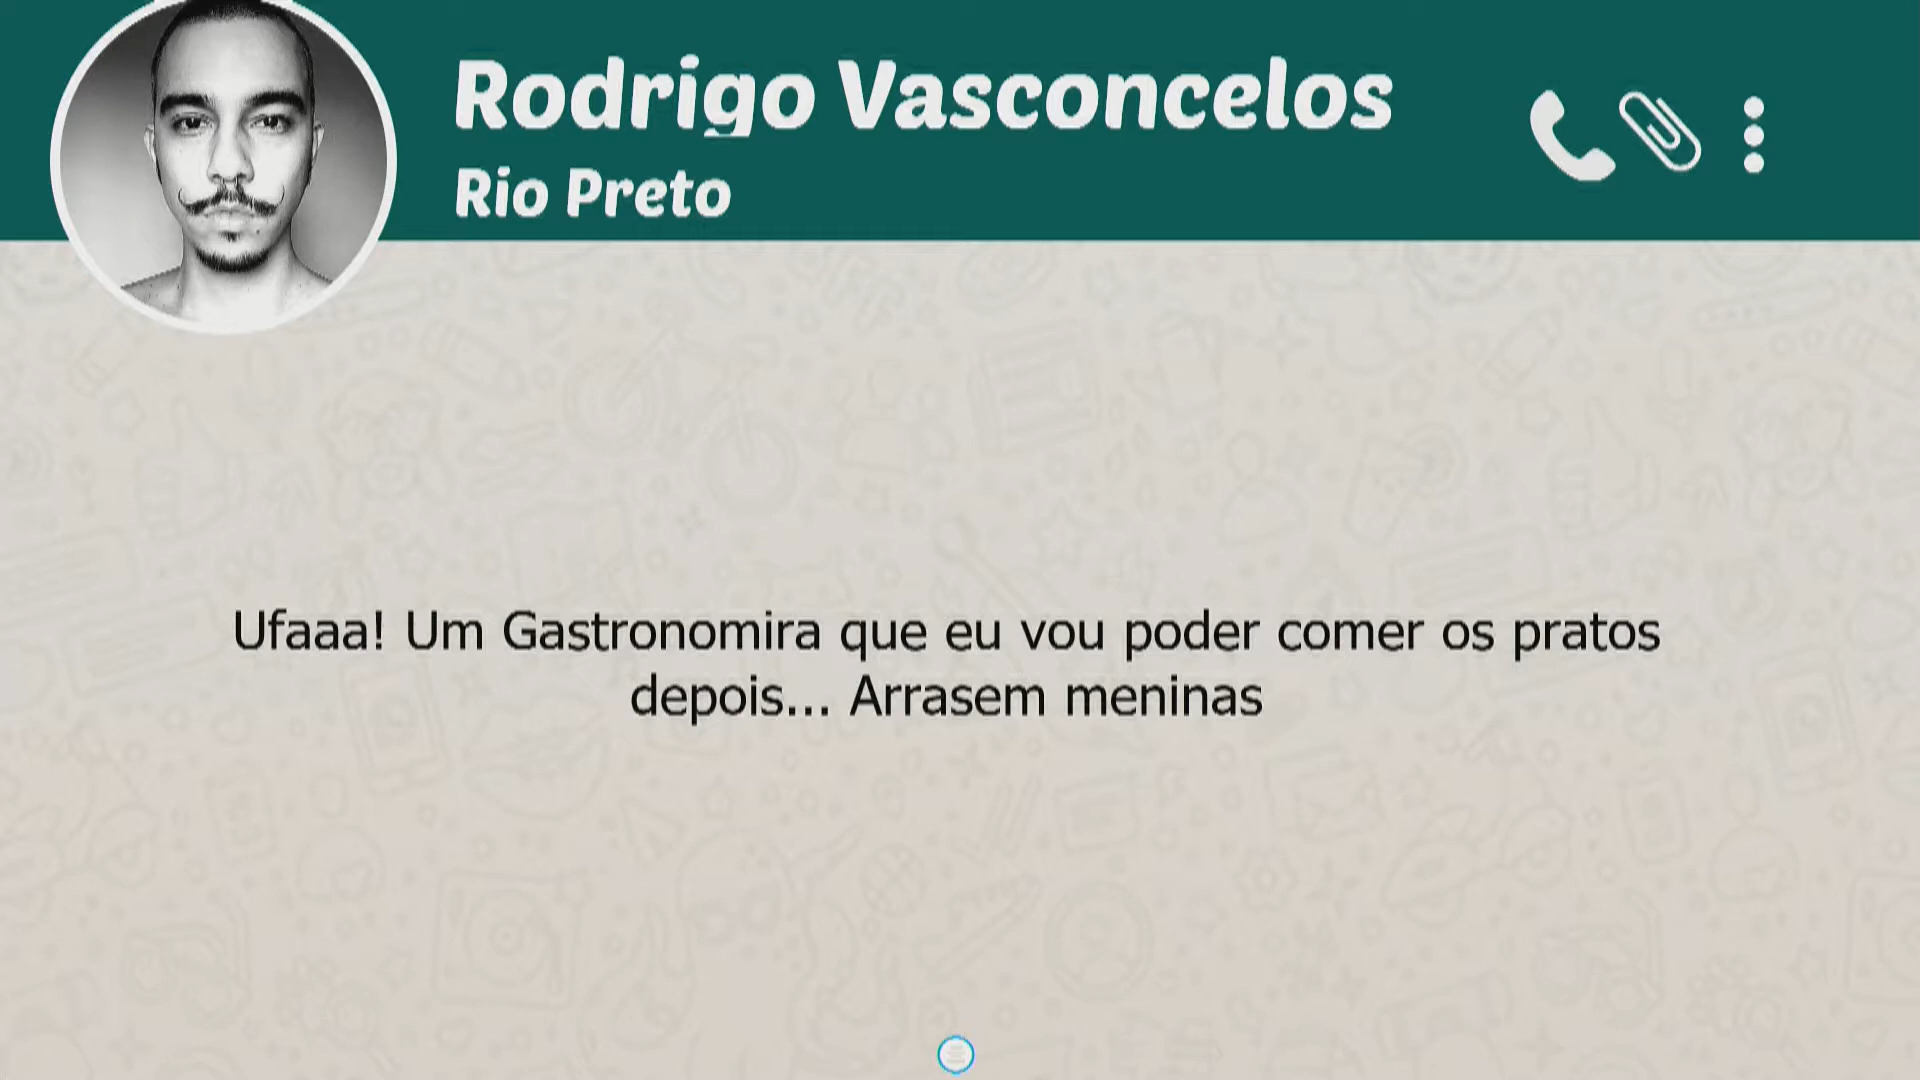 Rodrigo Vasconcelos
Rio Preto
Ufaaa! Um Gastronomira que eu vou poder comer os pratos
depois... Arrasem meninas